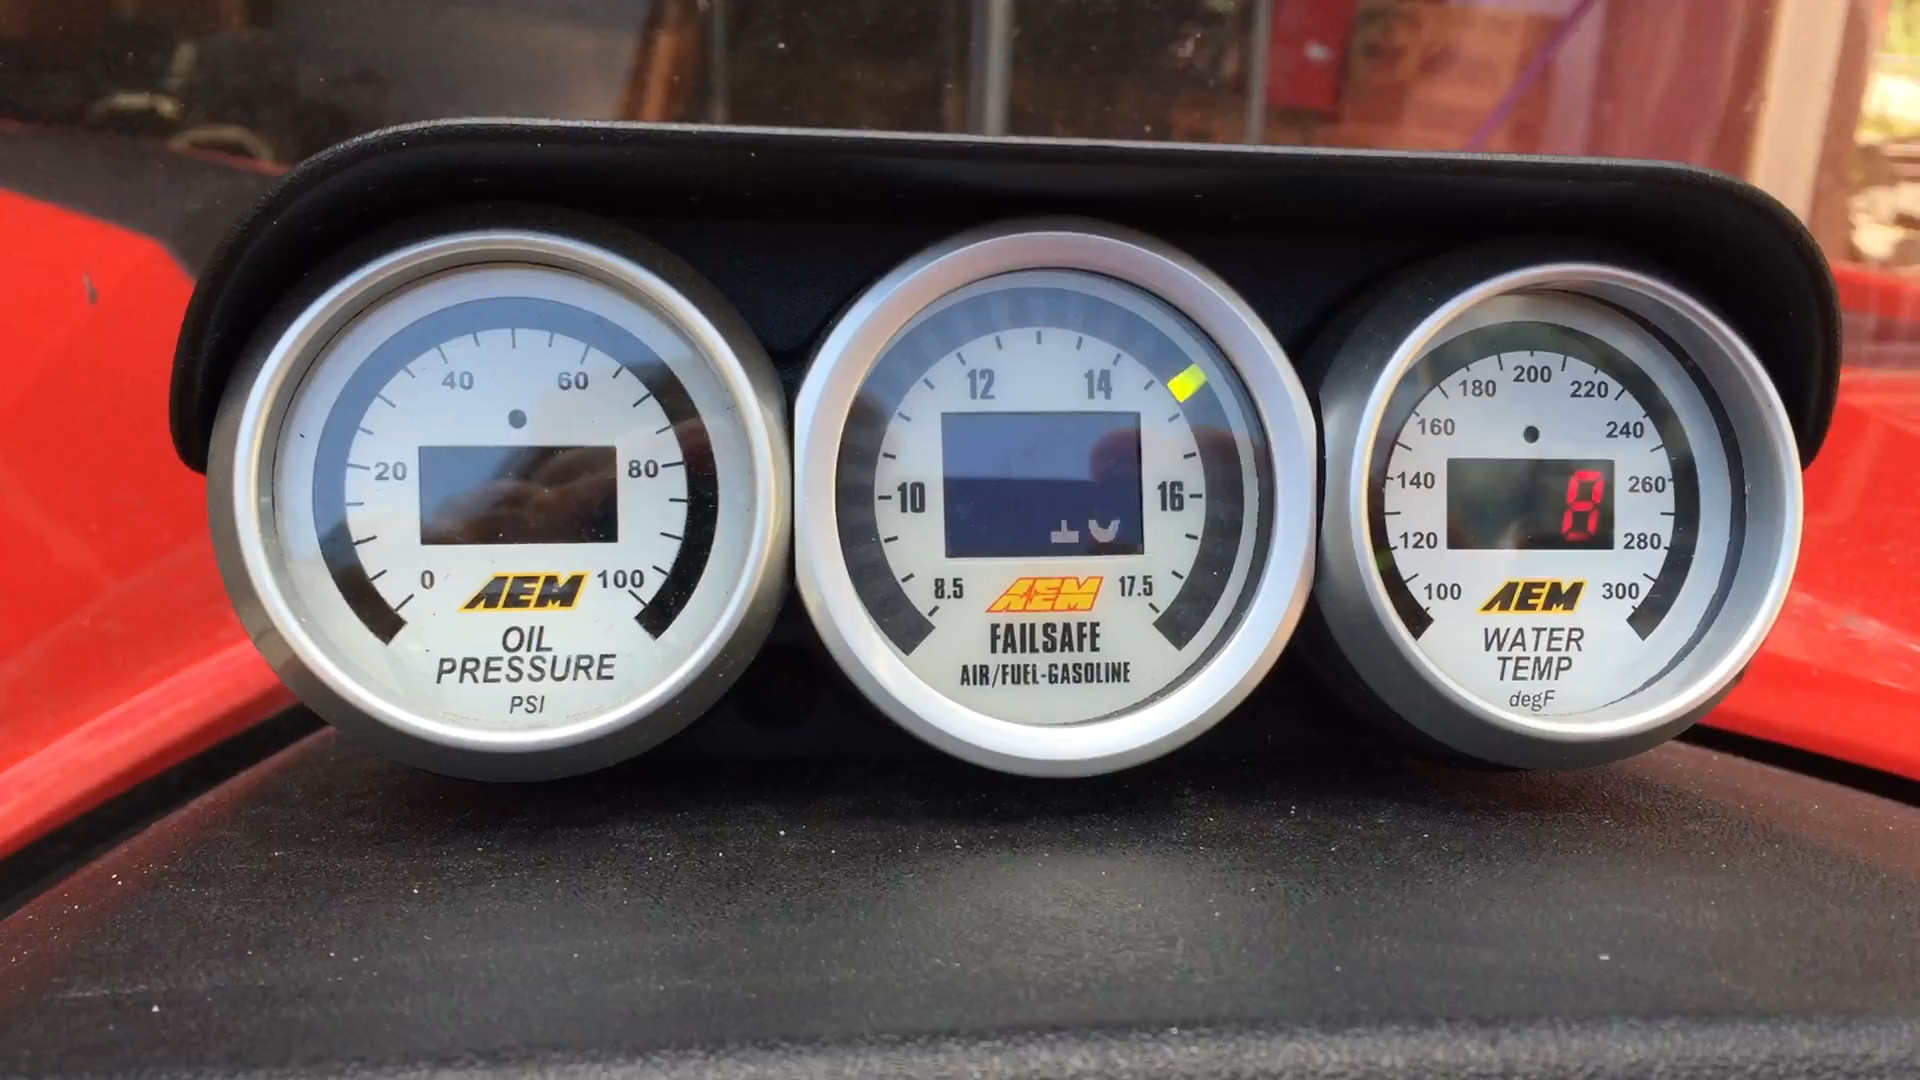 40 60
20 80
0 100
AEM
OIL
PRESSURE
PSI
12 14
10 16
8.5 17.5
AEM
FAILSAFE
AIR/FUEL-GASOLINE
200
180 220
160 240
140 260
120 280
100 300
8
AEM
WATER
TEMP
degF